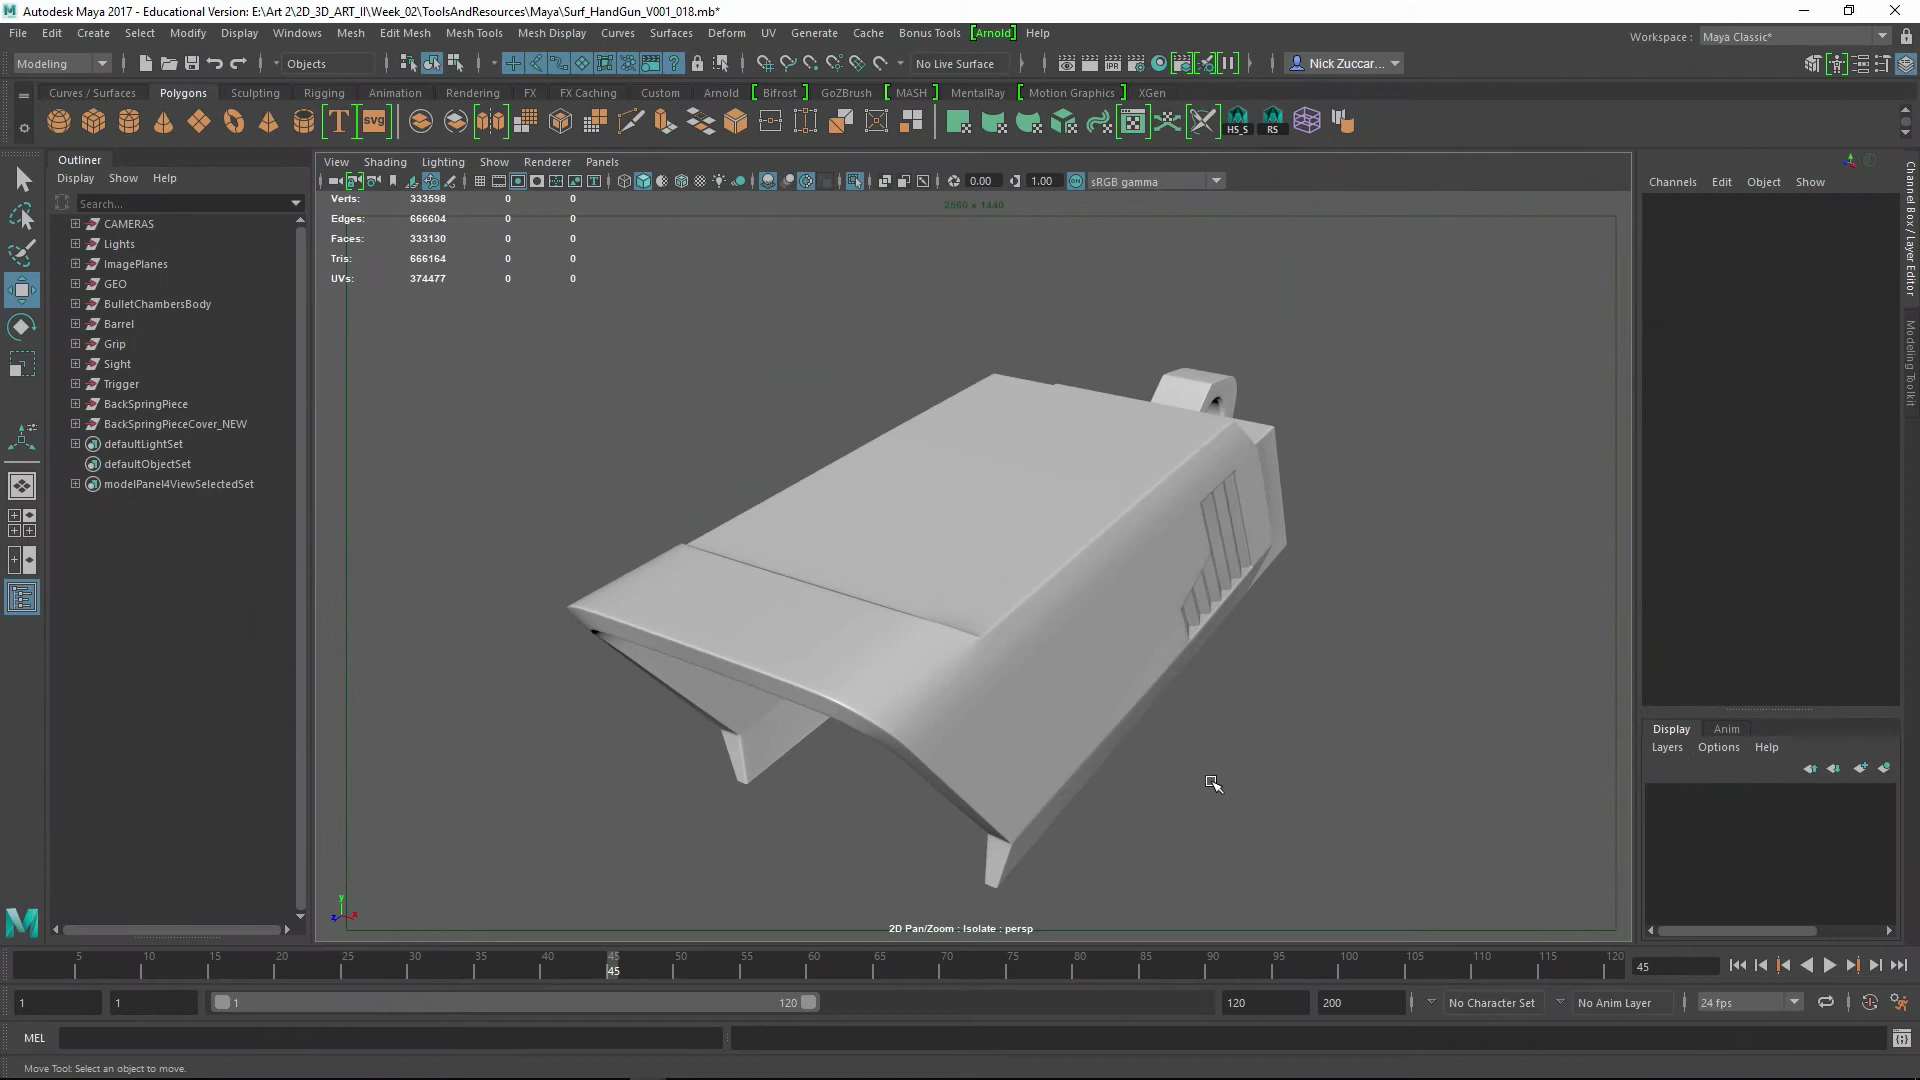 Autodesk Maya 2017 - Educational Version: E:\Art 2\2D_3D_ART_II\Week_02\ToolsAndResources\Maya\Surf_HandGun_V001_018.mb*
File Edit Create Select Modify Display Windows Mesh Edit Mesh Mesh Tools Mesh Display Curves Surfaces Deform UV Generate Cache Bonus Tools [Arnold] Help
Workspace : Maya Classic*
Modeling Objects No Live Surface Nick Zuccar...
Curves / Surfaces Polygons Sculpting Rigging Animation Rendering FX FX Caching Custom Arnold Bifrost GoZBrush MASH MentalRay Motion Graphics XGen
T svg HS_S RS
Outliner
Display Show Help
Search...
CAMERAS
Lights
ImagePlanes
GEO
BulletChambersBody
Barrel
Grip
Sight
Trigger
BackSpringPiece
BackSpringPieceCover_NEW
defaultLightSet
defaultObjectSet
modelPanel4ViewSelectedSet
View Shading Lighting Show Renderer Panels
0.00 1.00 sRGB gamma
Verts: 333598 0 0
Edges: 666604 0 0
Faces: 333130 0 0
Tris: 666164 0 0
UVs: 374477 0 0
2560 x 1440
y
z x
2D Pan/Zoom : Isolate : persp
Channels Edit Object Show
Channel Box / Layer Editor
Modeling Toolkit
Display Anim
Layers Options Help
5 10 15 20 25 30 35 40 45 50 55 60 65 70 75 80 85 90 95 100 105 110 115 120
45
45
1 1 1 120 120 200 No Character Set No Anim Layer 24 fps
MEL
Move Tool: Select an object to move.